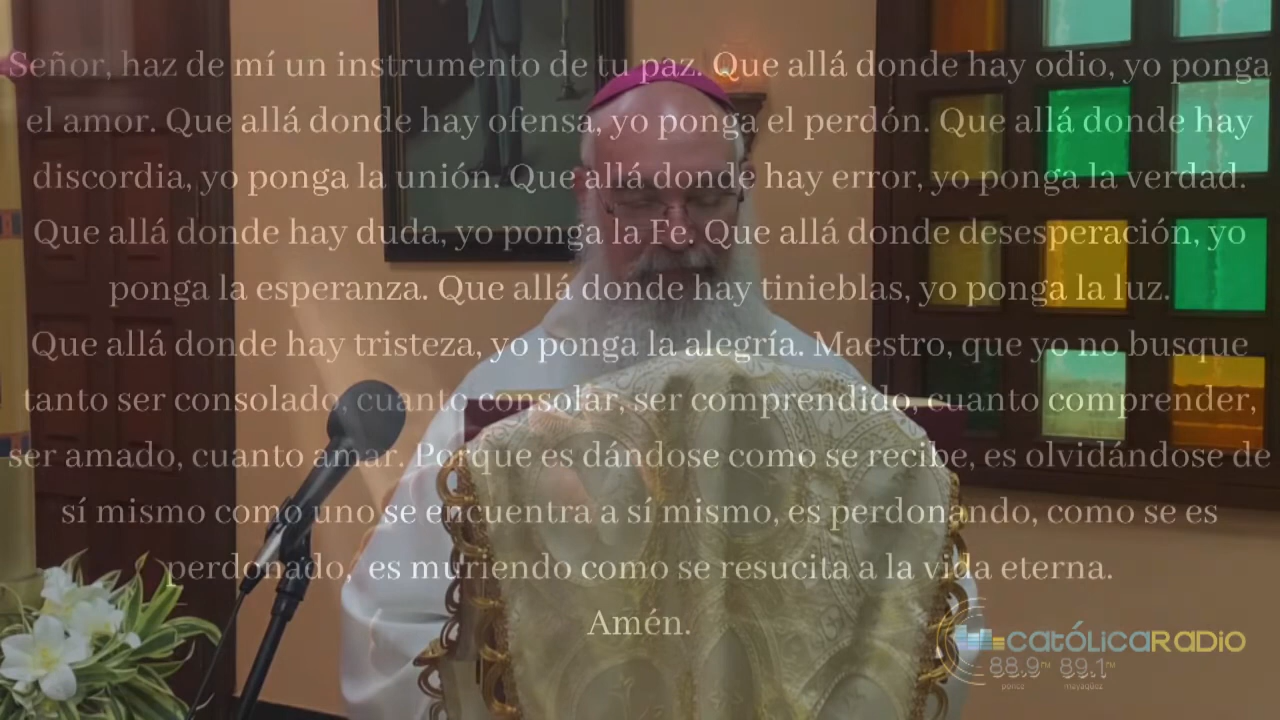 Señor, haz de mí un instrumento de tu paz. Que allá donde hay odio, yo ponga
el amor. Que allá donde hay ofensa, yo ponga el perdón. Que allá donde hay
discordia, yo ponga la unión. Que allá donde hay error, yo ponga la verdad.
Que allá donde hay duda, yo ponga la Fe. Que allá donde desesperación, yo
ponga la esperanza. Que allá donde hay tinieblas, yo ponga la luz.
Que allá donde hay tristeza, yo ponga la alegría. Maestro, que yo no busque
tanto ser consolado, cuanto consolar, ser comprendido, cuanto comprender,
ser amado, cuanto amar. Porque es dándose como se recibe, es olvidándose de
sí mismo como uno se encuentra a sí mismo, es perdonando, como se es
perdonado, es muriendo como se resucita a la vida eterna.
Amén.
católicaRadio
88.9FM 89.1FM
ponce mayagüez